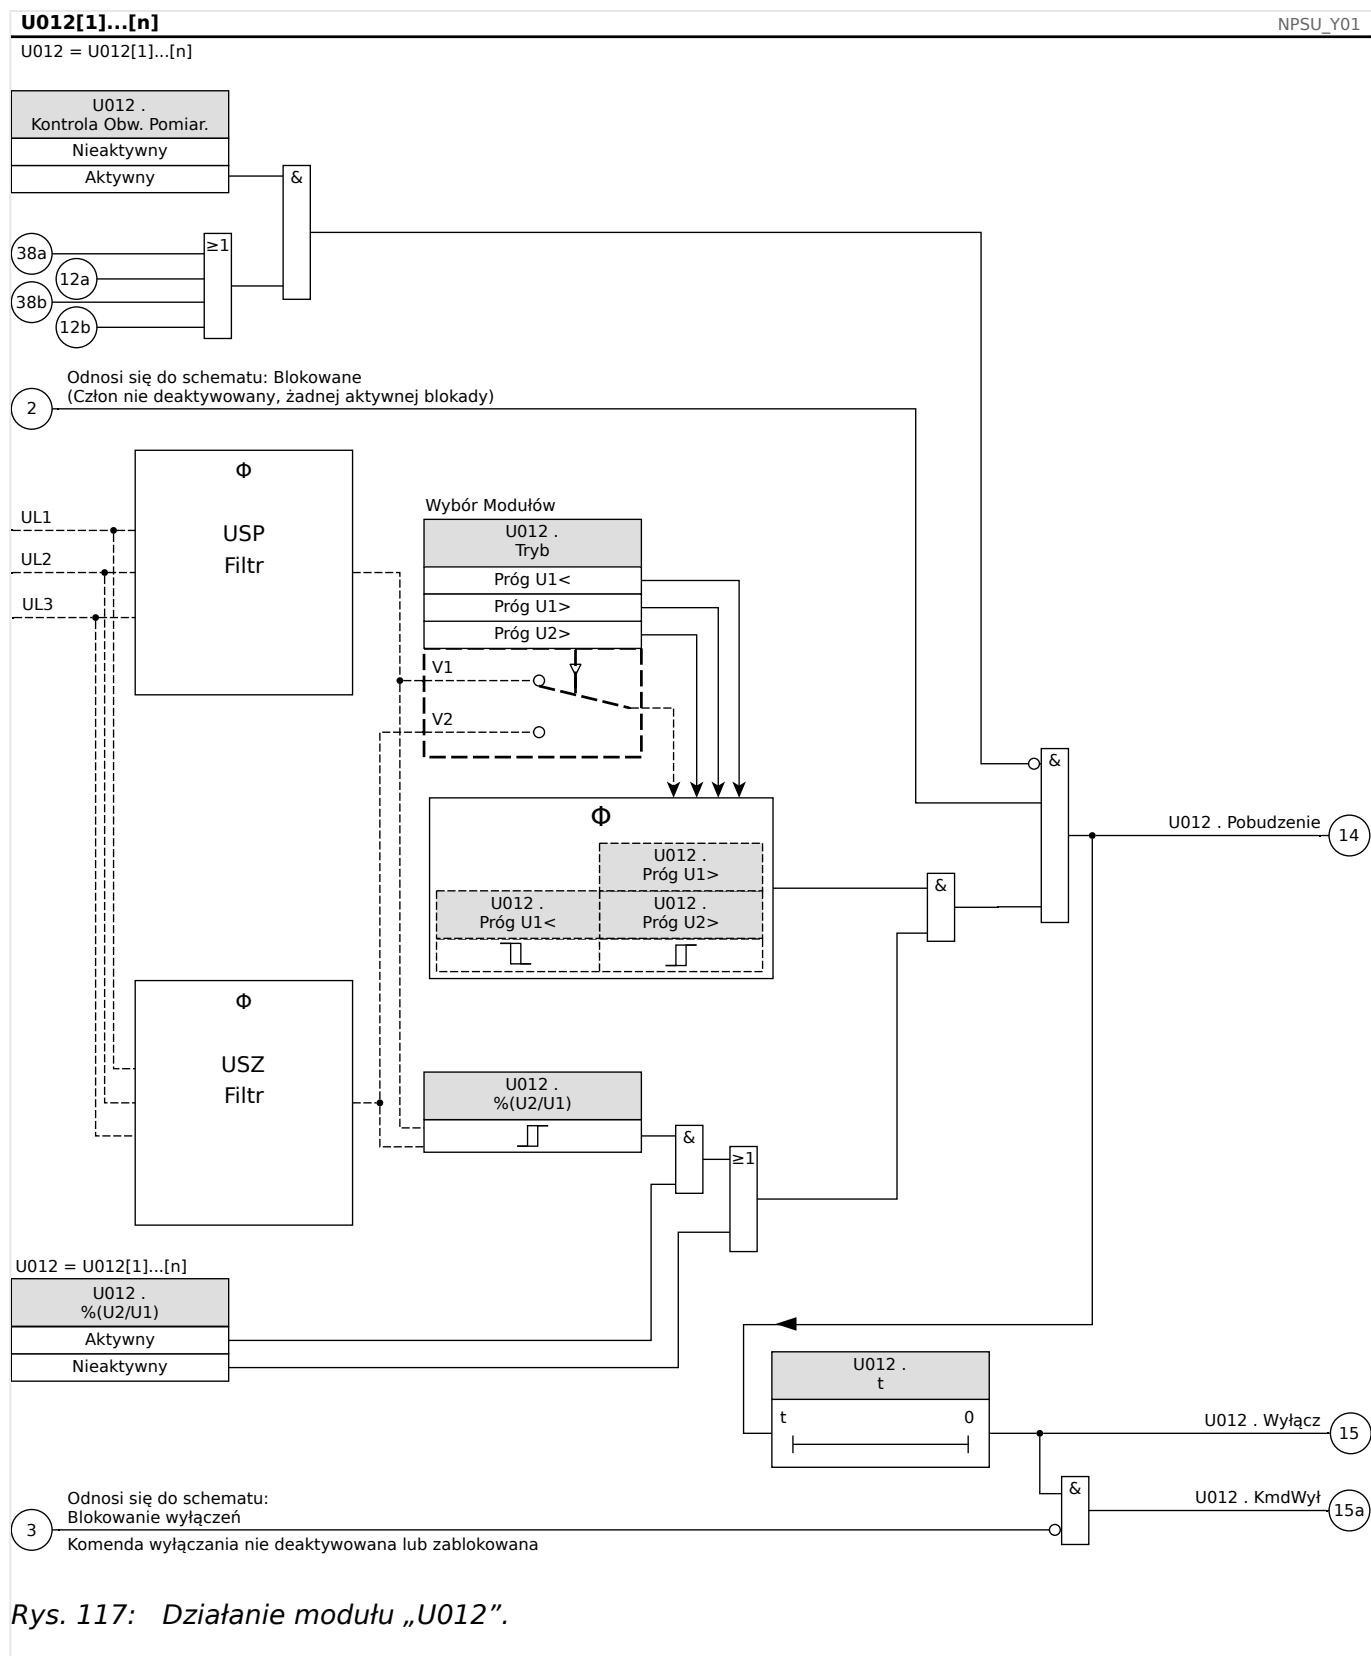 U012[1]...[n]
NPSU_Y01
U012 = U012[1]...[n]
U012 .
Kontrola Obw. Pomiar.
Nieaktywny
Aktywny
&
≥1
38a
12a
38b
12b
Odnosi się do schematu: Blokowane
(Człon nie deaktywowany, żadnej aktywnej blokady)
2
Φ
USP
Filtr
UL1
UL2
UL3
Wybór Modułów
U012 .
Tryb
Próg U1<
Próg U1>
Próg U2>
V1
V2
&
U012 . Pobudzenie
14
Φ
U012 .
Próg U1>
U012 .
Próg U1<
U012 .
Próg U2>
&
Φ
USZ
Filtr
U012 .
%(U2/U1)
&
≥1
U012 = U012[1]...[n]
U012 .
%(U2/U1)
Aktywny
Nieaktywny
U012 .
t
t
0
U012 . Wyłącz
15
&
U012 . KmdWył
15a
Odnosi się do schematu:
Blokowanie wyłączeń
3
Komenda wyłączania nie deaktywowana lub zablokowana
Rys. 117: Działanie modułu „U012”.